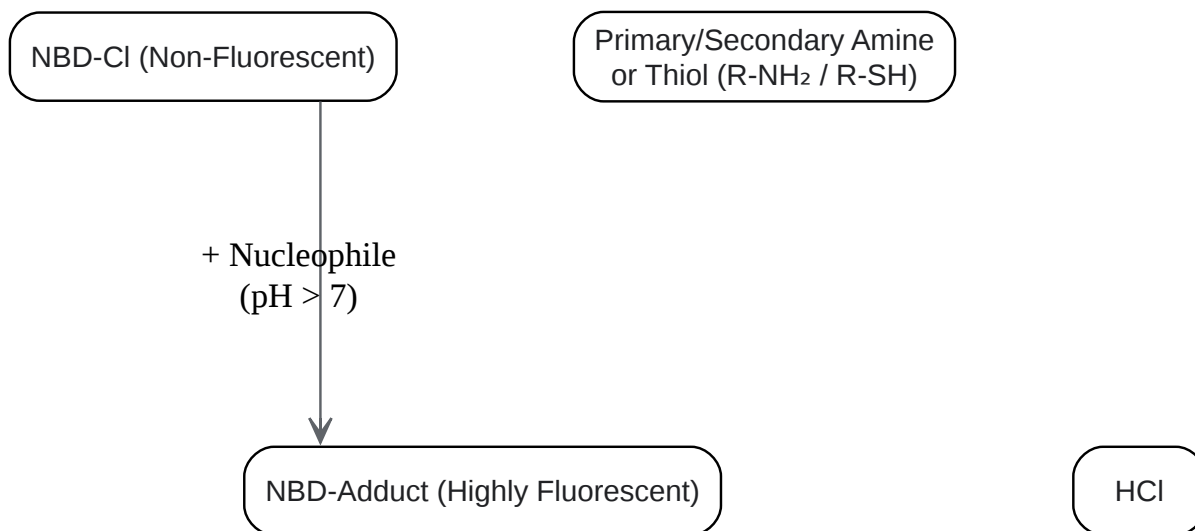 NBD-Cl (Non-Fluorescent)
Primary/Secondary Amine
or Thiol (R-NH₂ / R-SH)
+ Nucleophile
(pH > 7)
NBD-Adduct (Highly Fluorescent)
HCl